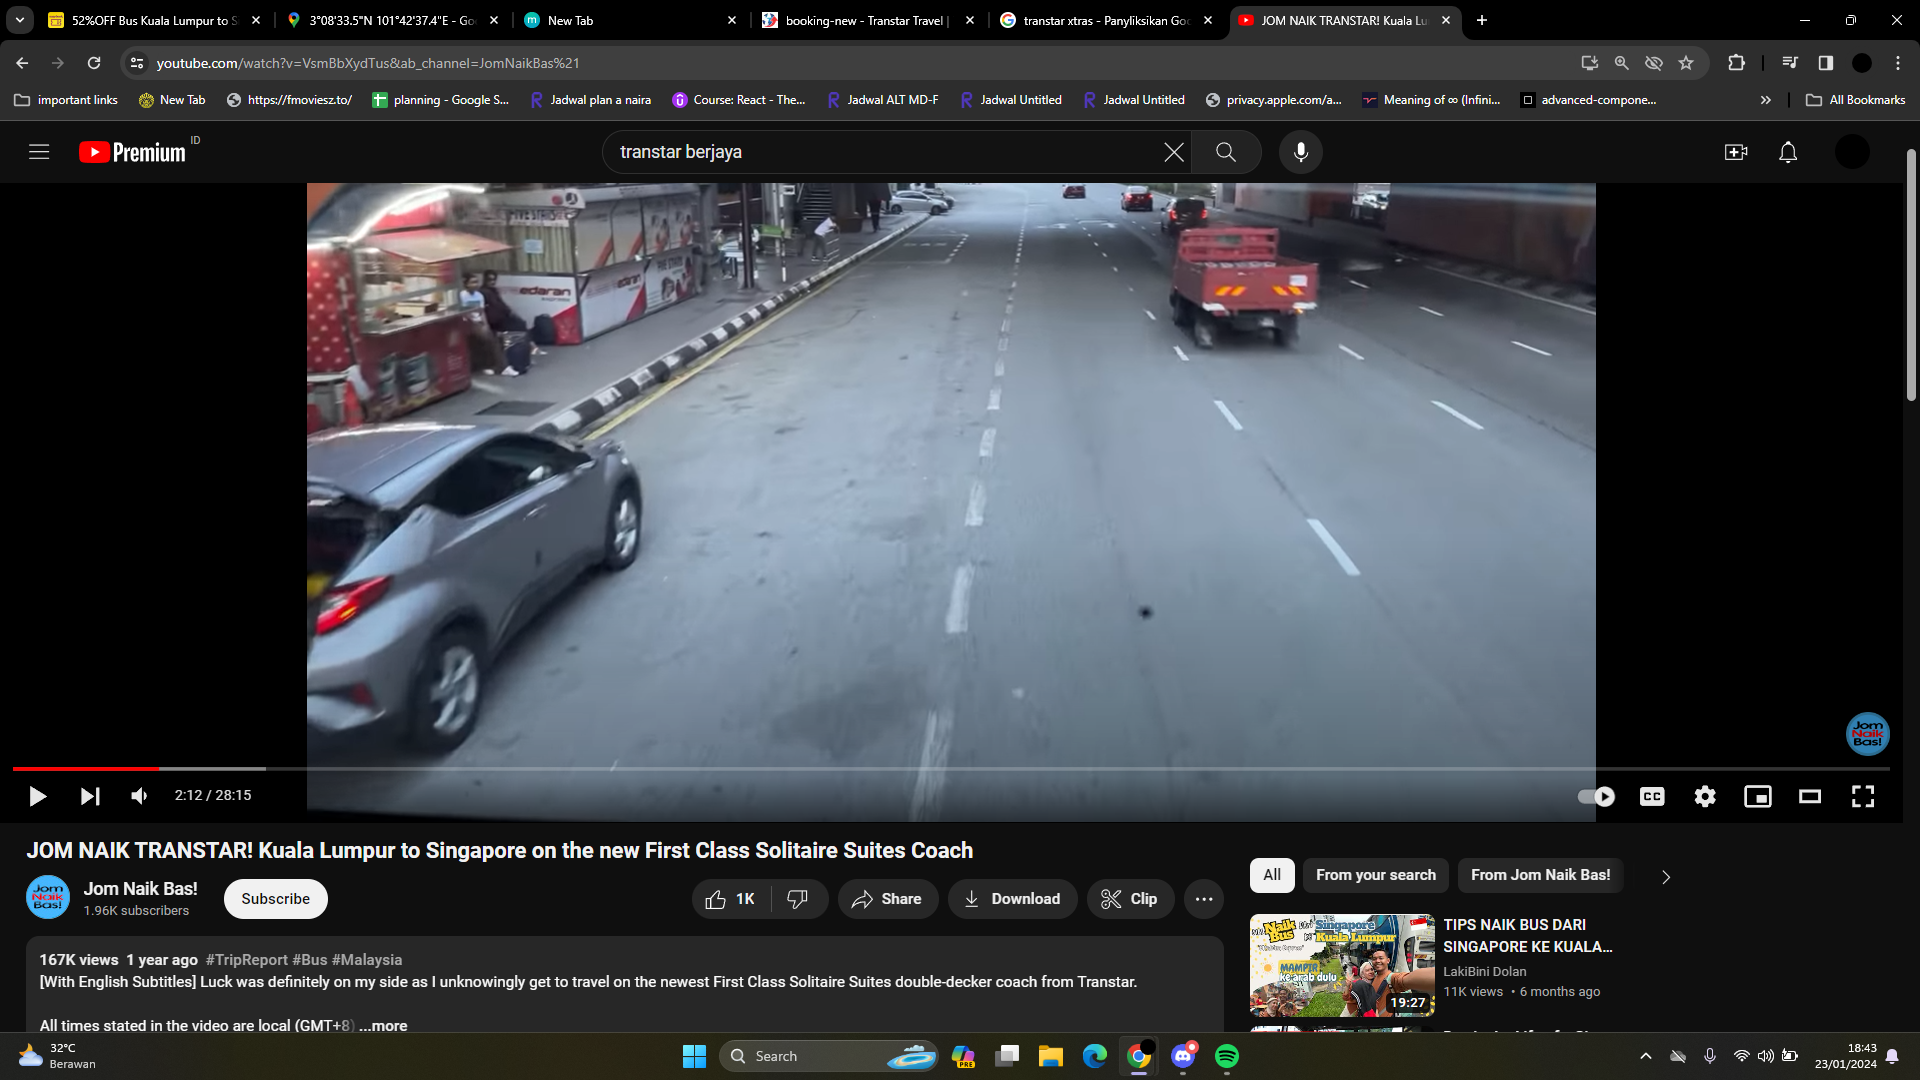 52%OFF Bus Kuala Lumpur to S
3°08'33.5"N 101°42'37.4"E - Go
New Tab
booking-new - Transtar Travel |
transtar xtras - Panyliksikan Goo
JOM NAIK TRANSTAR! Kuala Lu
youtube.com/watch?v=VsmBbXydTus&ab_channel=JomNaikBas%21
important links
New Tab
https://fmoviesz.to/
planning - Google S...
Jadwal plan a naira
Course: React - The...
Jadwal ALT MD-F
Jadwal Untitled
Jadwal Untitled
privacy.apple.com/a...
Meaning of ∞ (Infini...
advanced-compone...
All Bookmarks
Premium ID
transtar berjaya
edaran
Jom
Naik
Bas!
2:12 / 28:15
CC
JOM NAIK TRANSTAR! Kuala Lumpur to Singapore on the new First Class Solitaire Suites Coach
Jom
Naik
Bas!
Jom Naik Bas!
1.96K subscribers
Subscribe
1K
Share
Download
Clip
167K views 1 year ago #TripReport #Bus #Malaysia
[With English Subtitles] Luck was definitely on my side as I unknowingly get to travel on the newest First Class Solitaire Suites double-decker coach from Transtar.
All times stated in the video are local (GMT+8) ...more
All
From your search
From Jom Naik Bas!
Naik
Bus
Singapore
Kuala Lumpur
MAMPIR
ke arab dulu
19:27
TIPS NAIK BUS DARI
SINGAPORE KE KUALA...
LakiBini Dolan
11K views • 6 months ago
32°C
Berawan
Search
PRE
18:43
23/01/2024